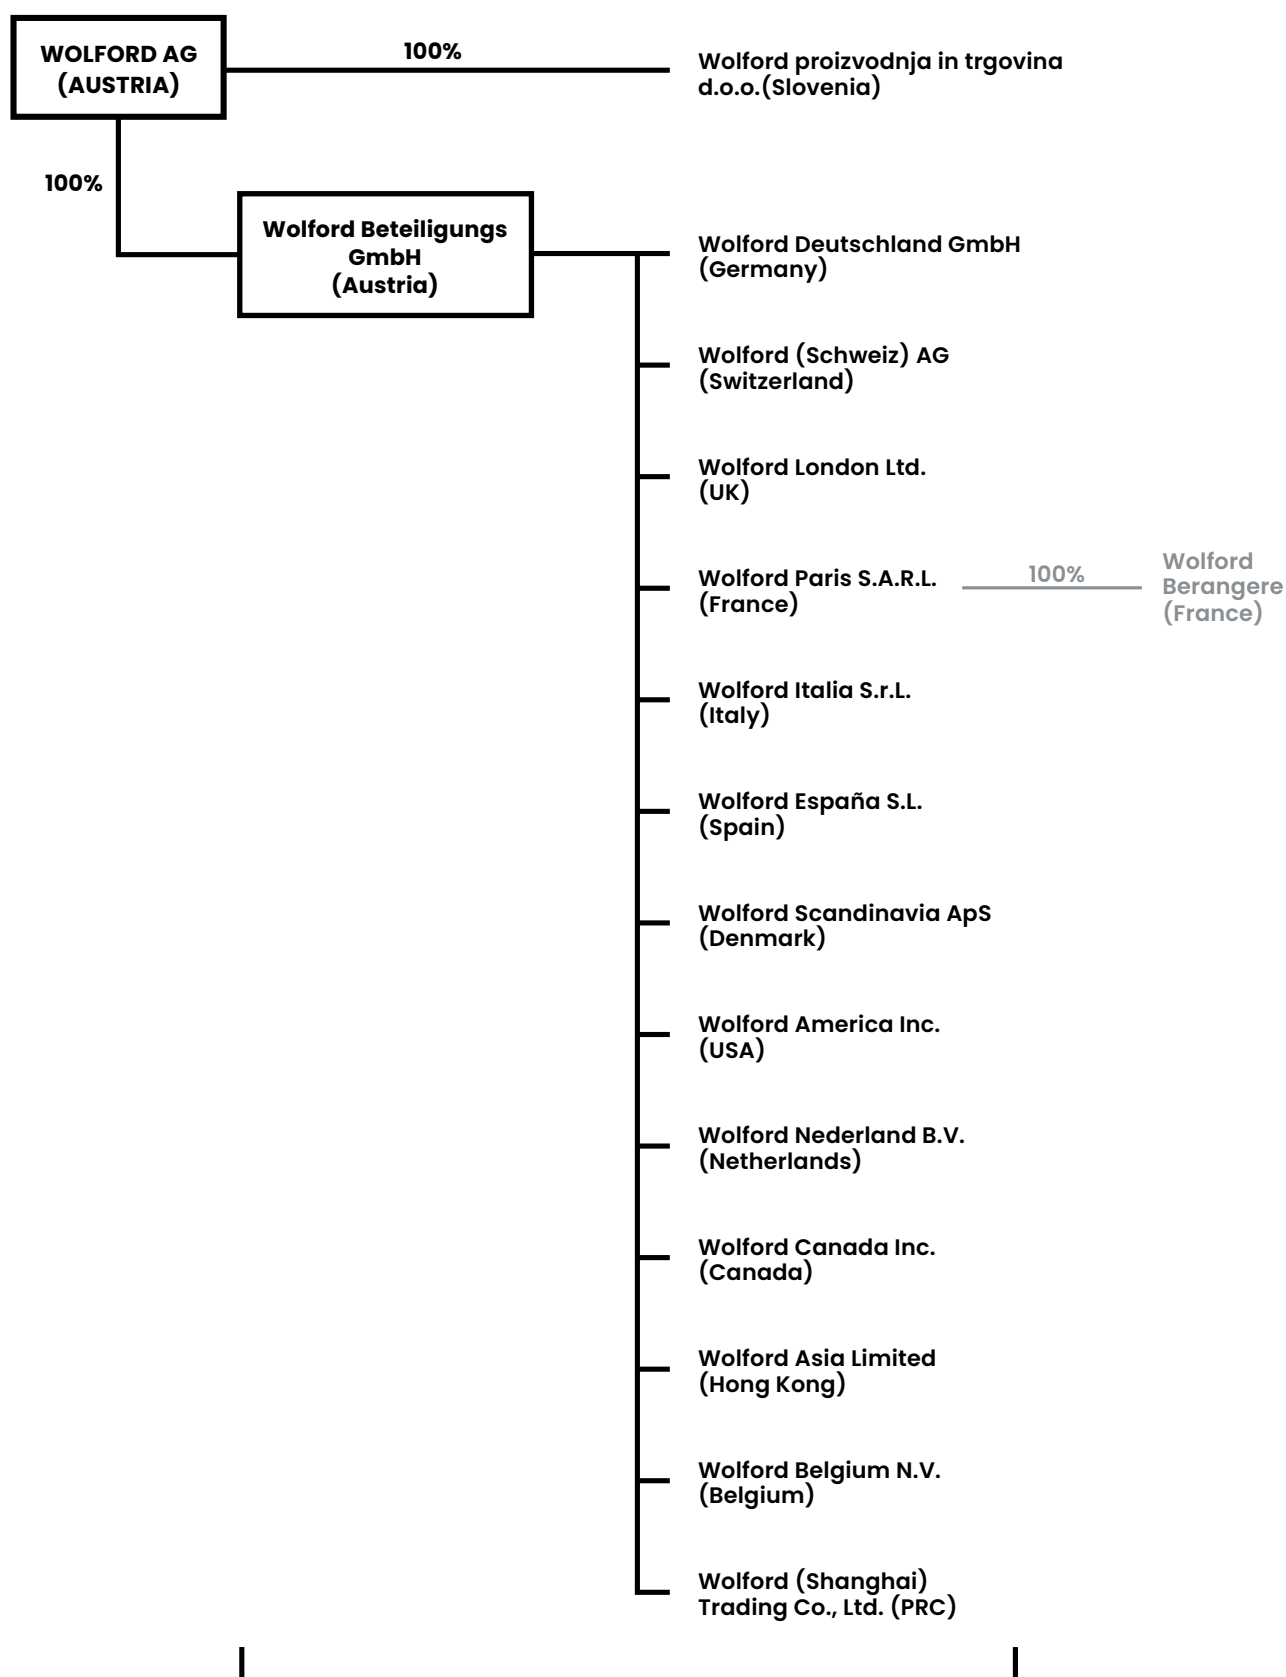 WOLFORD AG
(AUSTRIA)
100%
Wolford proizvodnja in trgovina
d.o.o.(Slovenia)
100%
Wolford Beteiligungs
GmbH
(Austria)
Wolford Deutschland GmbH
(Germany)
Wolford (Schweiz) AG
(Switzerland)
Wolford London Ltd.
(UK)
Wolford Paris S.A.R.L.
(France)
100%
Wolford
Berangere
(France)
Wolford Italia S.r.L.
(Italy)
Wolford España S.L.
(Spain)
Wolford Scandinavia ApS
(Denmark)
Wolford America Inc.
(USA)
Wolford Nederland B.V.
(Netherlands)
Wolford Canada Inc.
(Canada)
Wolford Asia Limited
(Hong Kong)
Wolford Belgium N.V.
(Belgium)
Wolford (Shanghai)
Trading Co., Ltd. (PRC)